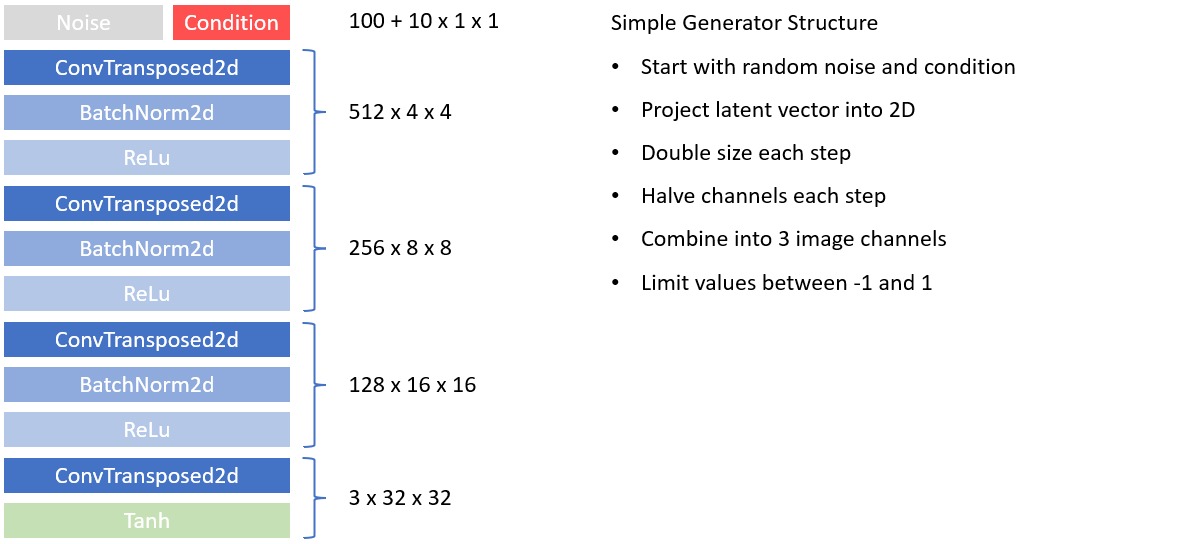 Noise Condition 100 + 10 x 1 x 1
ConvTransposed2d
BatchNorm2d 512 x 4 x 4
ReLu
ConvTransposed2d
BatchNorm2d 256 x 8 x 8
ReLu
ConvTransposed2d
BatchNorm2d 128 x 16 x 16
ReLu
ConvTransposed2d
3 x 32 x 32
Tanh
Simple Generator Structure
• Start with random noise and condition
• Project latent vector into 2D
• Double size each step
• Halve channels each step
• Combine into 3 image channels
• Limit values between -1 and 1